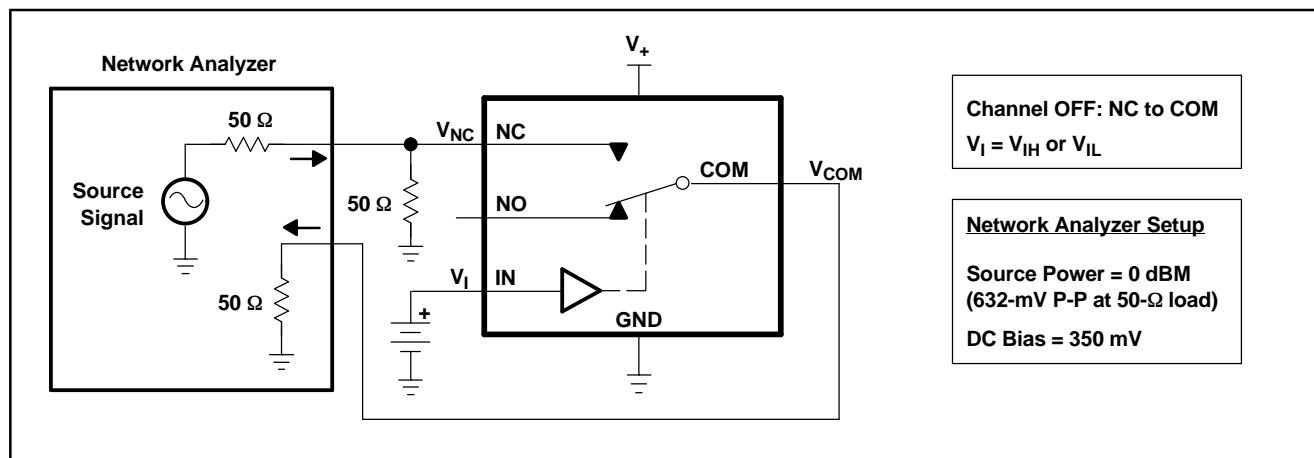 V+
Network Analyzer
50 Ω
VNC
NC
Channel OFF: NC to COM
VI = VIH or VIL
COM
VCOM
Source
Signal
50 Ω
NO
Network Analyzer Setup
Source Power = 0 dBM
(632-mV P-P at 50-Ω load)
DC Bias = 350 mV
50 Ω
VI
IN
+
GND